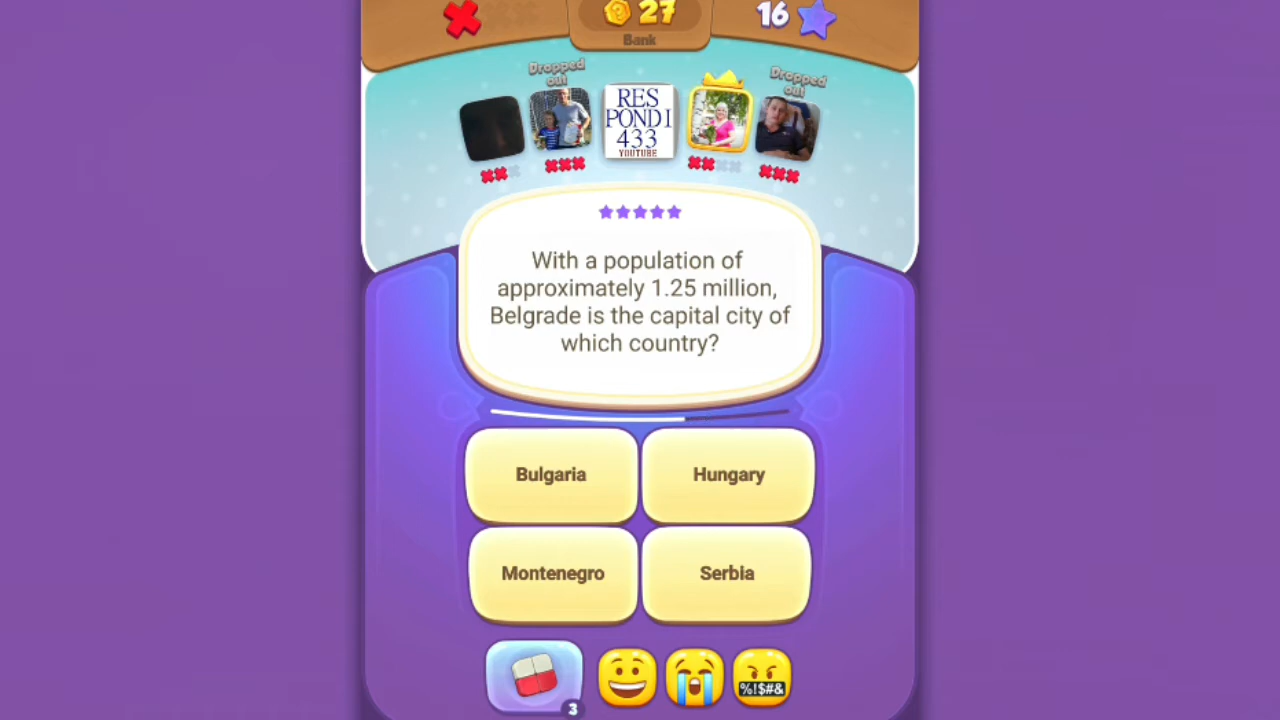 27
16
Bank
Dropped
out
Dropped
out
RES
PONDI
433
YOUTUBE
With a population of
approximately 1.25 million,
Belgrade is the capital city of
which country?
Bulgaria
Hungary
Montenegro
Serbia
%!$#&
3